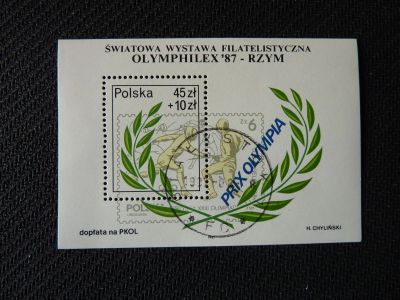 ŚWIATOWA WYSTAWA FILATELISTYCZNA
OLYMPHILEX '87 - RZYM
Polska
45 zł
+10 zł
PRIX OLYMPIA
dopłata na PKOL
H. CHYLIŃSKI